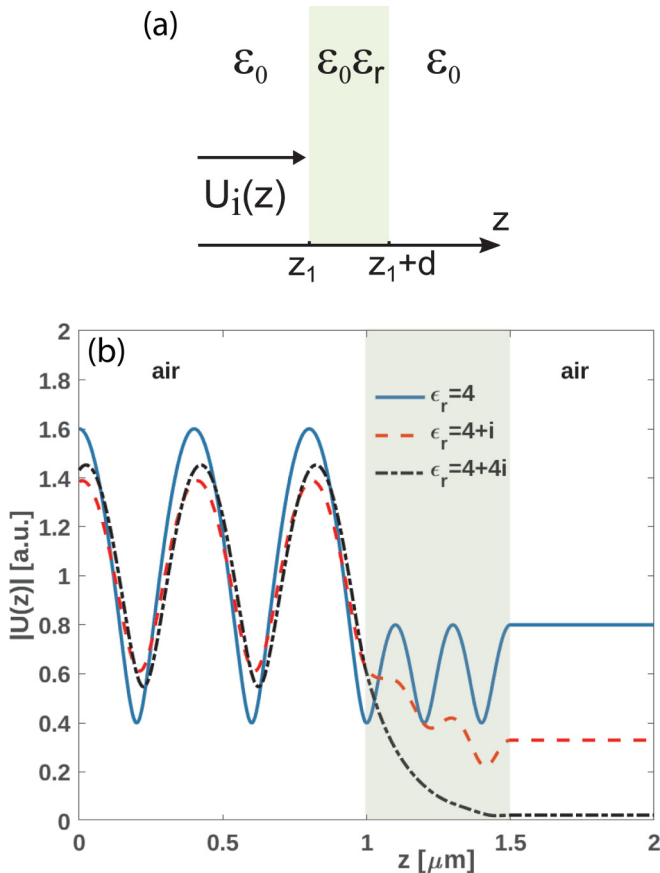 (a)
ε₀ ε₀εᵣ ε₀
Uᵢ(z)
z
z₁ z₁+d
(b)
air air
ϵᵣ=4
ϵᵣ=4+i
ϵᵣ=4+4i
|U(z)| [a.u.]
2
1.8
1.6
1.4
1.2
1
0.8
0.6
0.4
0.2
0
0 0.5 1 1.5 2
z [μm]